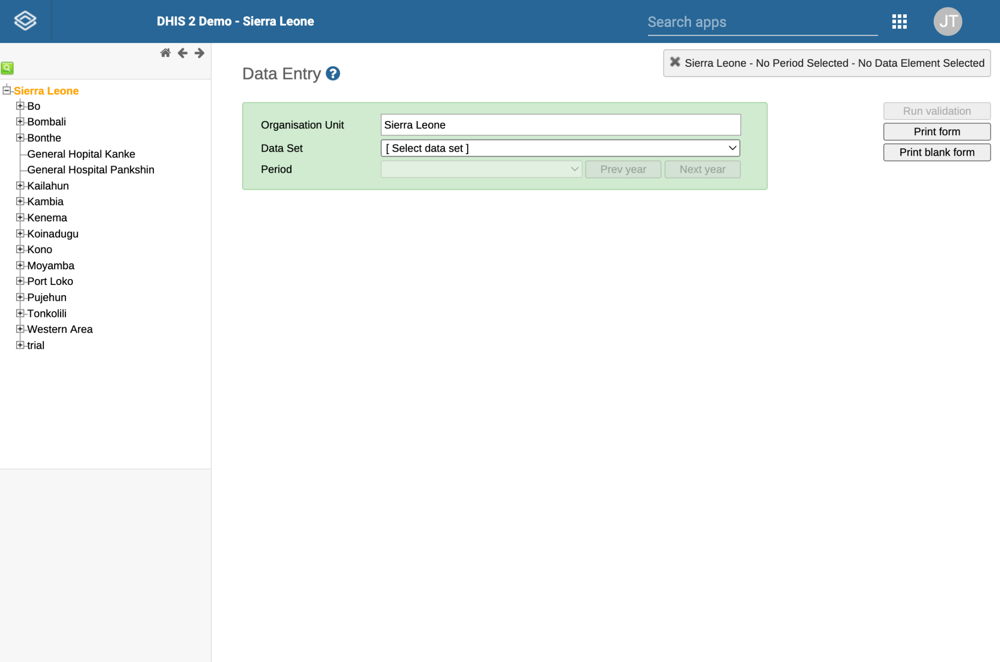 DHIS 2 Demo - Sierra Leone
Search apps
JT
Sierra Leone
Bo
Bombali
Bonthe
General Hopital Kanke
General Hospital Pankshin
Kailahun
Kambia
Kenema
Koinadugu
Kono
Moyamba
Port Loko
Pujehun
Tonkolili
Western Area
trial
Data Entry ?
Sierra Leone - No Period Selected - No Data Element Selected
Organisation Unit Sierra Leone
Data Set [ Select data set ]
Period Prev year Next year
Run validation
Print form
Print blank form